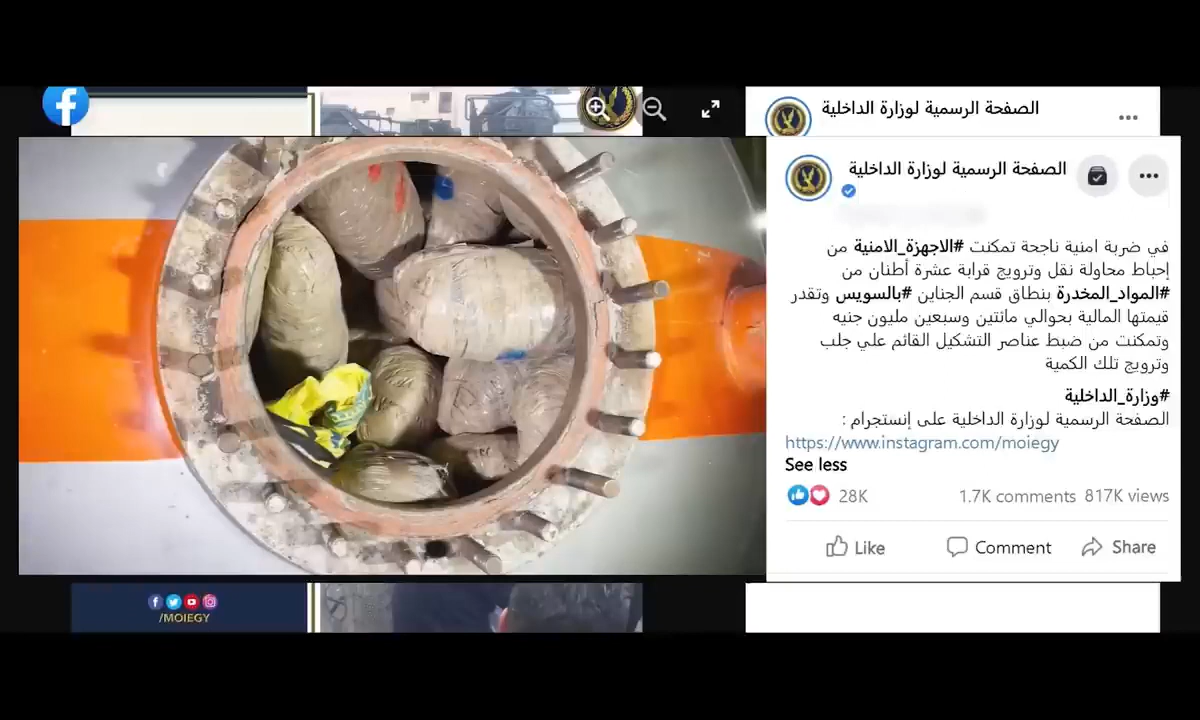 الصفحة الرسمية لوزارة الداخلية
الصفحة الرسمية لوزارة الداخلية
في ضربة امنية ناجحة تمكنت #الاجهزة_الامنية من
إحباط محاولة نقل وترويج قرابة عشرة أطنان من
#المواد_المخدرة بنطاق قسم الجناين #بالسويس وتقدر
قيمتها المالية بحوالي مائتين وسبعين مليون جنيه
وتمكنت من ضبط عناصر التشكيل القائم علي جلب
وترويج تلك الكمية
#وزارة_الداخلية
الصفحة الرسمية لوزارة الداخلية على إنستجرام :
https://www.instagram.com/moiegy
See less
28K 1.7K comments 817K views
Like Comment Share
/MOIEGY